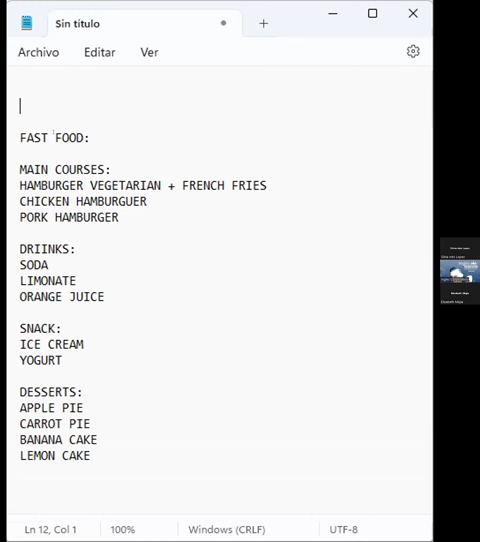 Sin título
Archivo Editar Ver
FAST FOOD:
MAIN COURSES:
HAMBURGER VEGETARIAN + FRENCH FRIES
CHICKEN HAMBURGUER
PORK HAMBURGER
DRIINKS:
SODA
LIMONATE
ORANGE JUICE
SNACK:
ICE CREAM
YOGURT
DESSERTS:
APPLE PIE
CARROT PIE
BANANA CAKE
LEMON CAKE
Ln 12, Col 1 100% Windows (CRLF) UTF-8